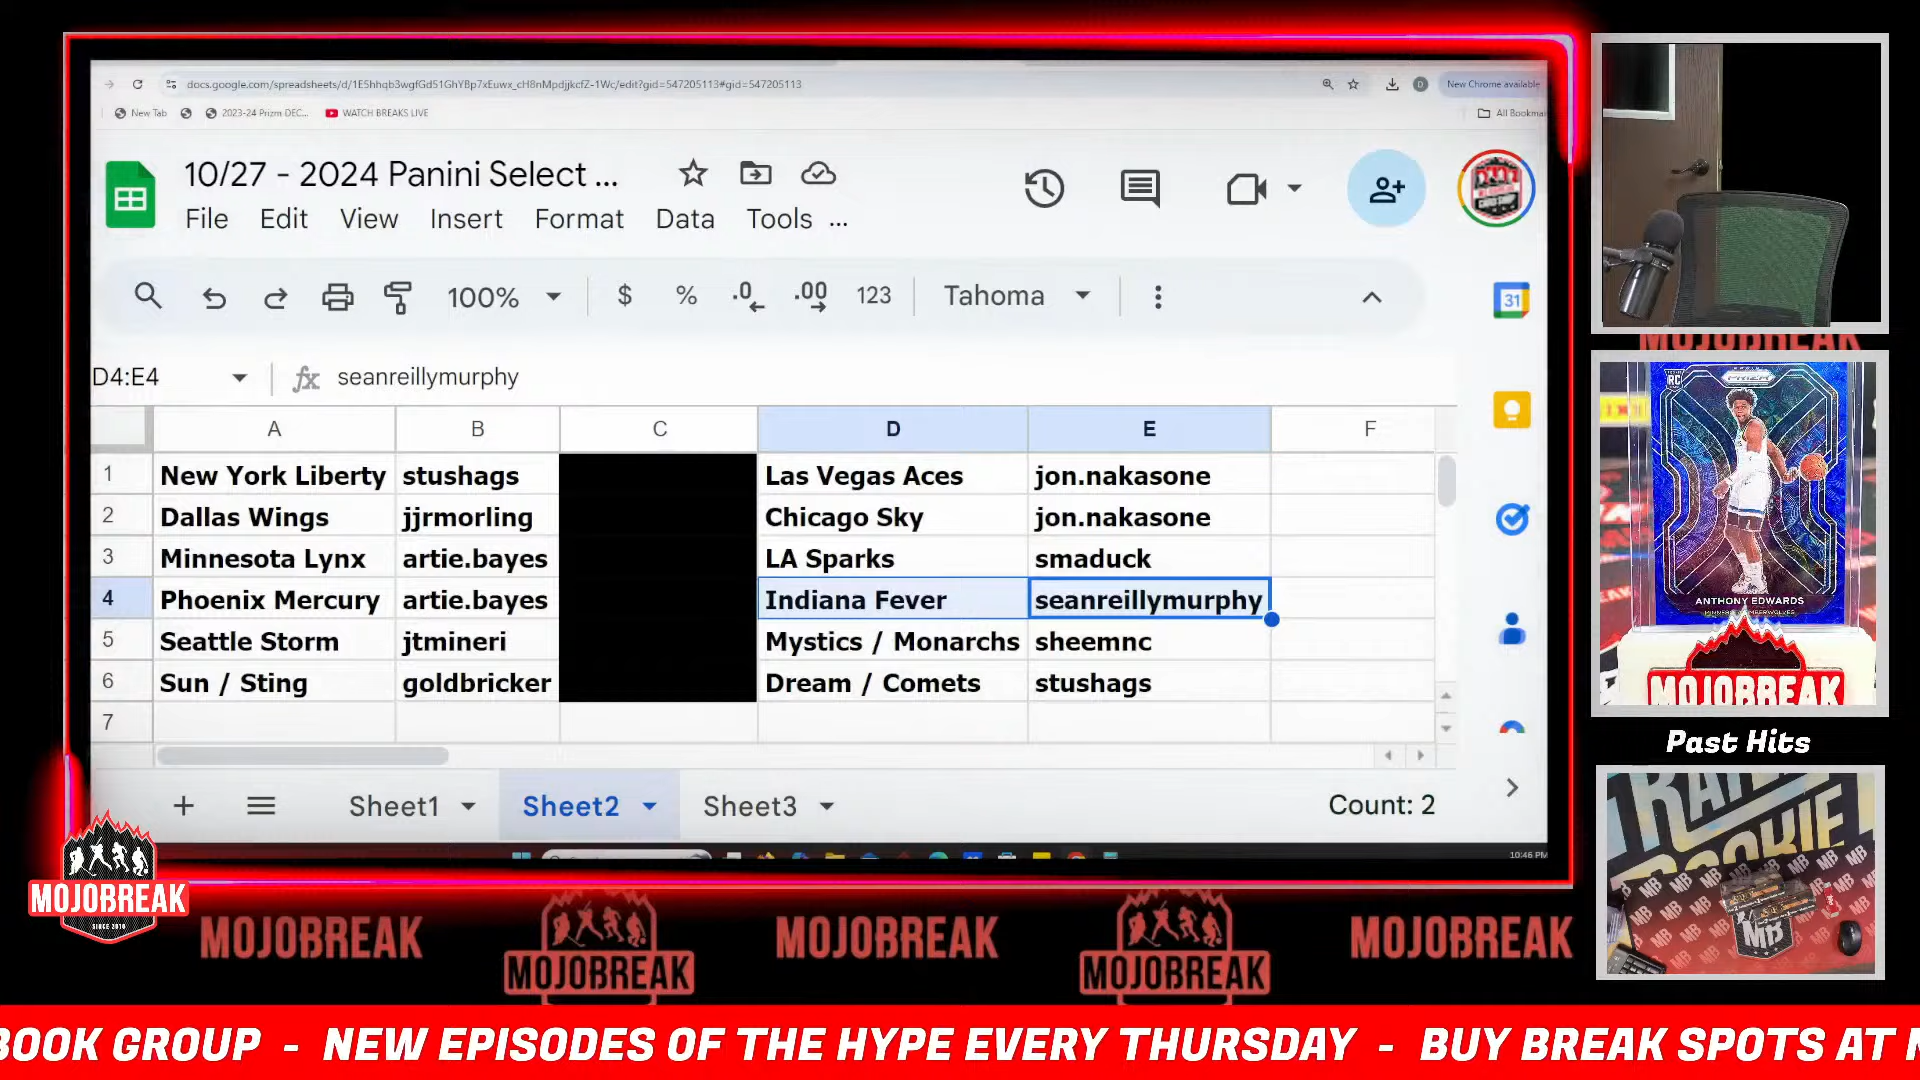 docs.google.com/spreadsheets/d/1E5hhqb3wgfGd51GhYBp7xEuwx_cH8nMpdjjkcfZ-1Wc/edit?gid=547205113#gid=547205113
New Chrome available
New Tab
2023-24 Prizm DEC...
WATCH BREAKS LIVE
All Bookmar
10/27 - 2024 Panini Select ...
File Edit View Insert Format Data Tools ...
100% $ % .0 .00 123 Tahoma
31
D4:E4 fx seanreillymurphy
A B C D E F
1 New York Liberty stushags Las Vegas Aces jon.nakasone
2 Dallas Wings jjrmorling Chicago Sky jon.nakasone
3 Minnesota Lynx artie.bayes LA Sparks smaduck
4 Phoenix Mercury artie.bayes Indiana Fever seanreillymurphy
5 Seattle Storm jtmineri Mystics / Monarchs sheemnc
6 Sun / Sting goldbricker Dream / Comets stushags
7
+ Sheet1 Sheet2 Sheet3 Count: 2
10:46 PM
MOJOBREAK
RC
PRIZM
ANTHONY EDWARDS
MINNESOTA TIMBERWOLVES
MOJOBREAK
Past Hits
ROOKIE
MB
MOJOBREAK
SINCE 2010
MOJOBREAK MOJOBREAK MOJOBREAK MOJOBREAK MOJOBREAK
BOOK GROUP - NEW EPISODES OF THE HYPE EVERY THURSDAY - BUY BREAK SPOTS AT